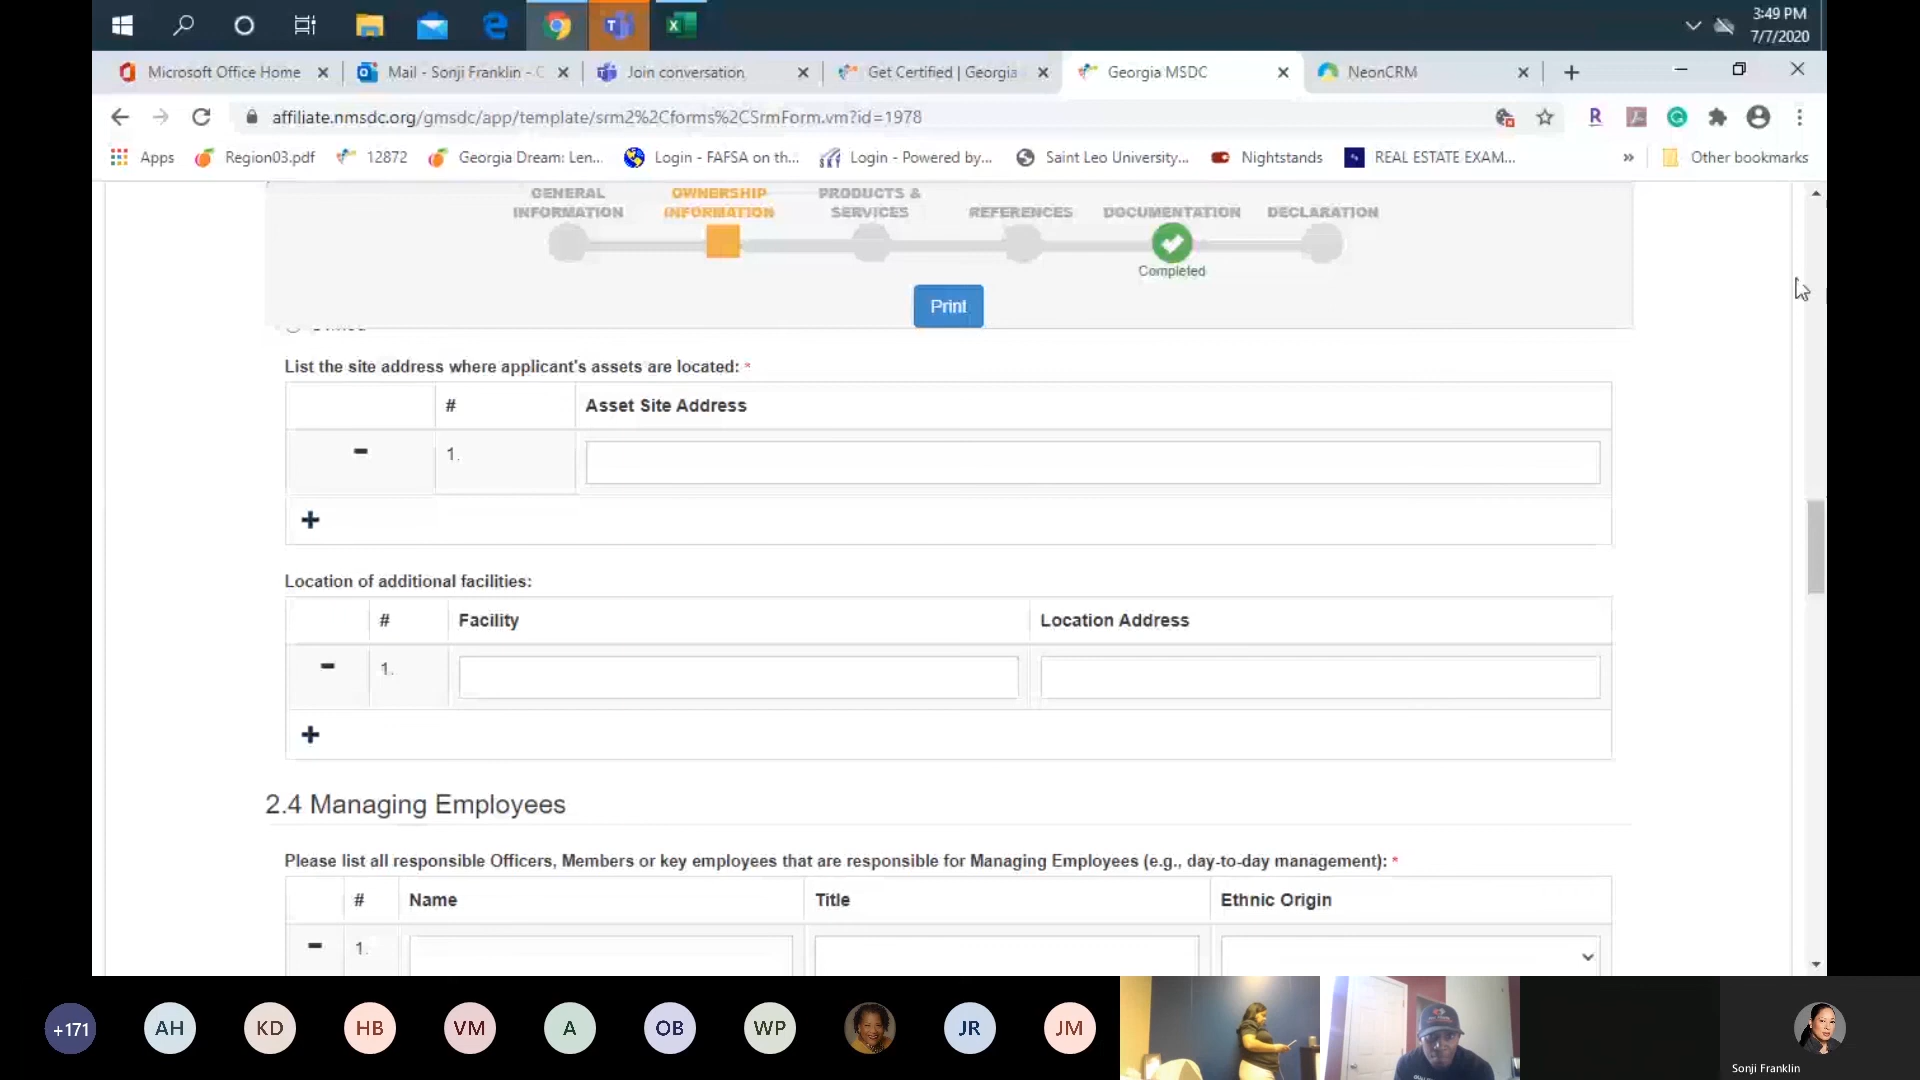 3:49 PM
7/7/2020
Microsoft Office Home
Mail - Sonji Franklin - C
Join conversation
Get Certified | Georgia
Georgia MSDC
NeonCRM
affiliate.nmsdc.org/gmsdc/app/template/srm2%2Cforms%2CSrmForm.vm?id=1978
Apps
Region03.pdf
12872
Georgia Dream: Len...
Login - FAFSA on th...
Login - Powered by...
Saint Leo University...
Nightstands
REAL ESTATE EXAM...
Other bookmarks
GENERAL INFORMATION
OWNERSHIP INFORMATION
PRODUCTS & SERVICES
REFERENCES
DOCUMENTATION
DECLARATION
Completed
Print
List the site address where applicant's assets are located: *
# Asset Site Address
1.
Location of additional facilities:
# Facility Location Address
1.
2.4 Managing Employees
Please list all responsible Officers, Members or key employees that are responsible for Managing Employees (e.g., day-to-day management): *
# Name Title Ethnic Origin
1.
+171 AH KD HB VM A OB WP JR JM
Sonji Franklin